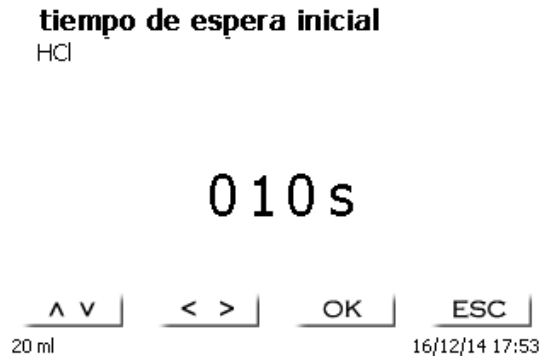 tiempo de espera inicial
HCl
010s
∧ ∨ < > OK ESC
20 ml 16/12/14 17:53